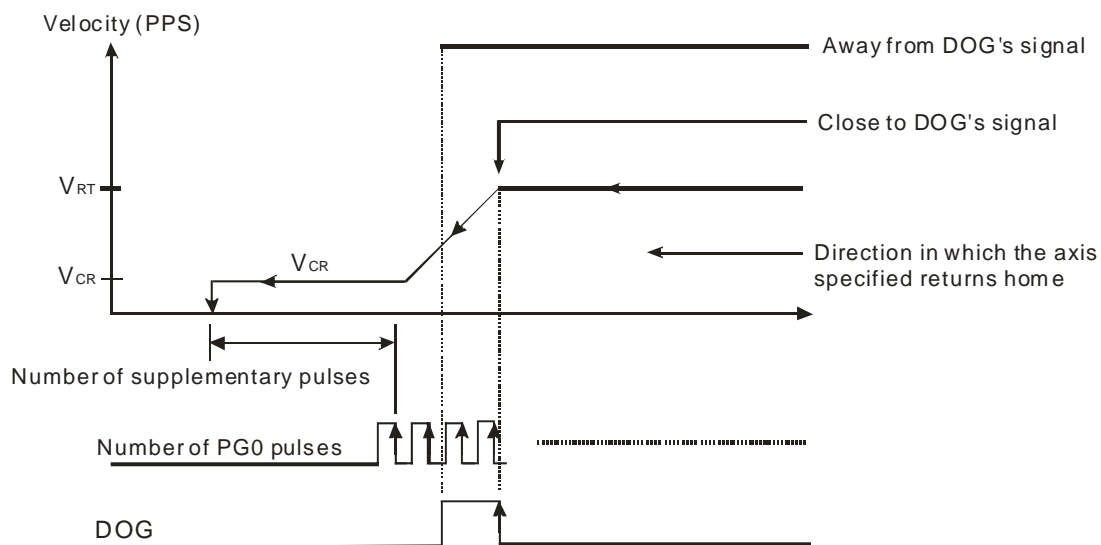 Velocity (PPS)
Away from DOG's signal
Close to DOG's signal
VRT
VCR
VCR
Direction in which the axis
specified returns home
Number of supplementary pulses
Number of PG0 pulses
DOG